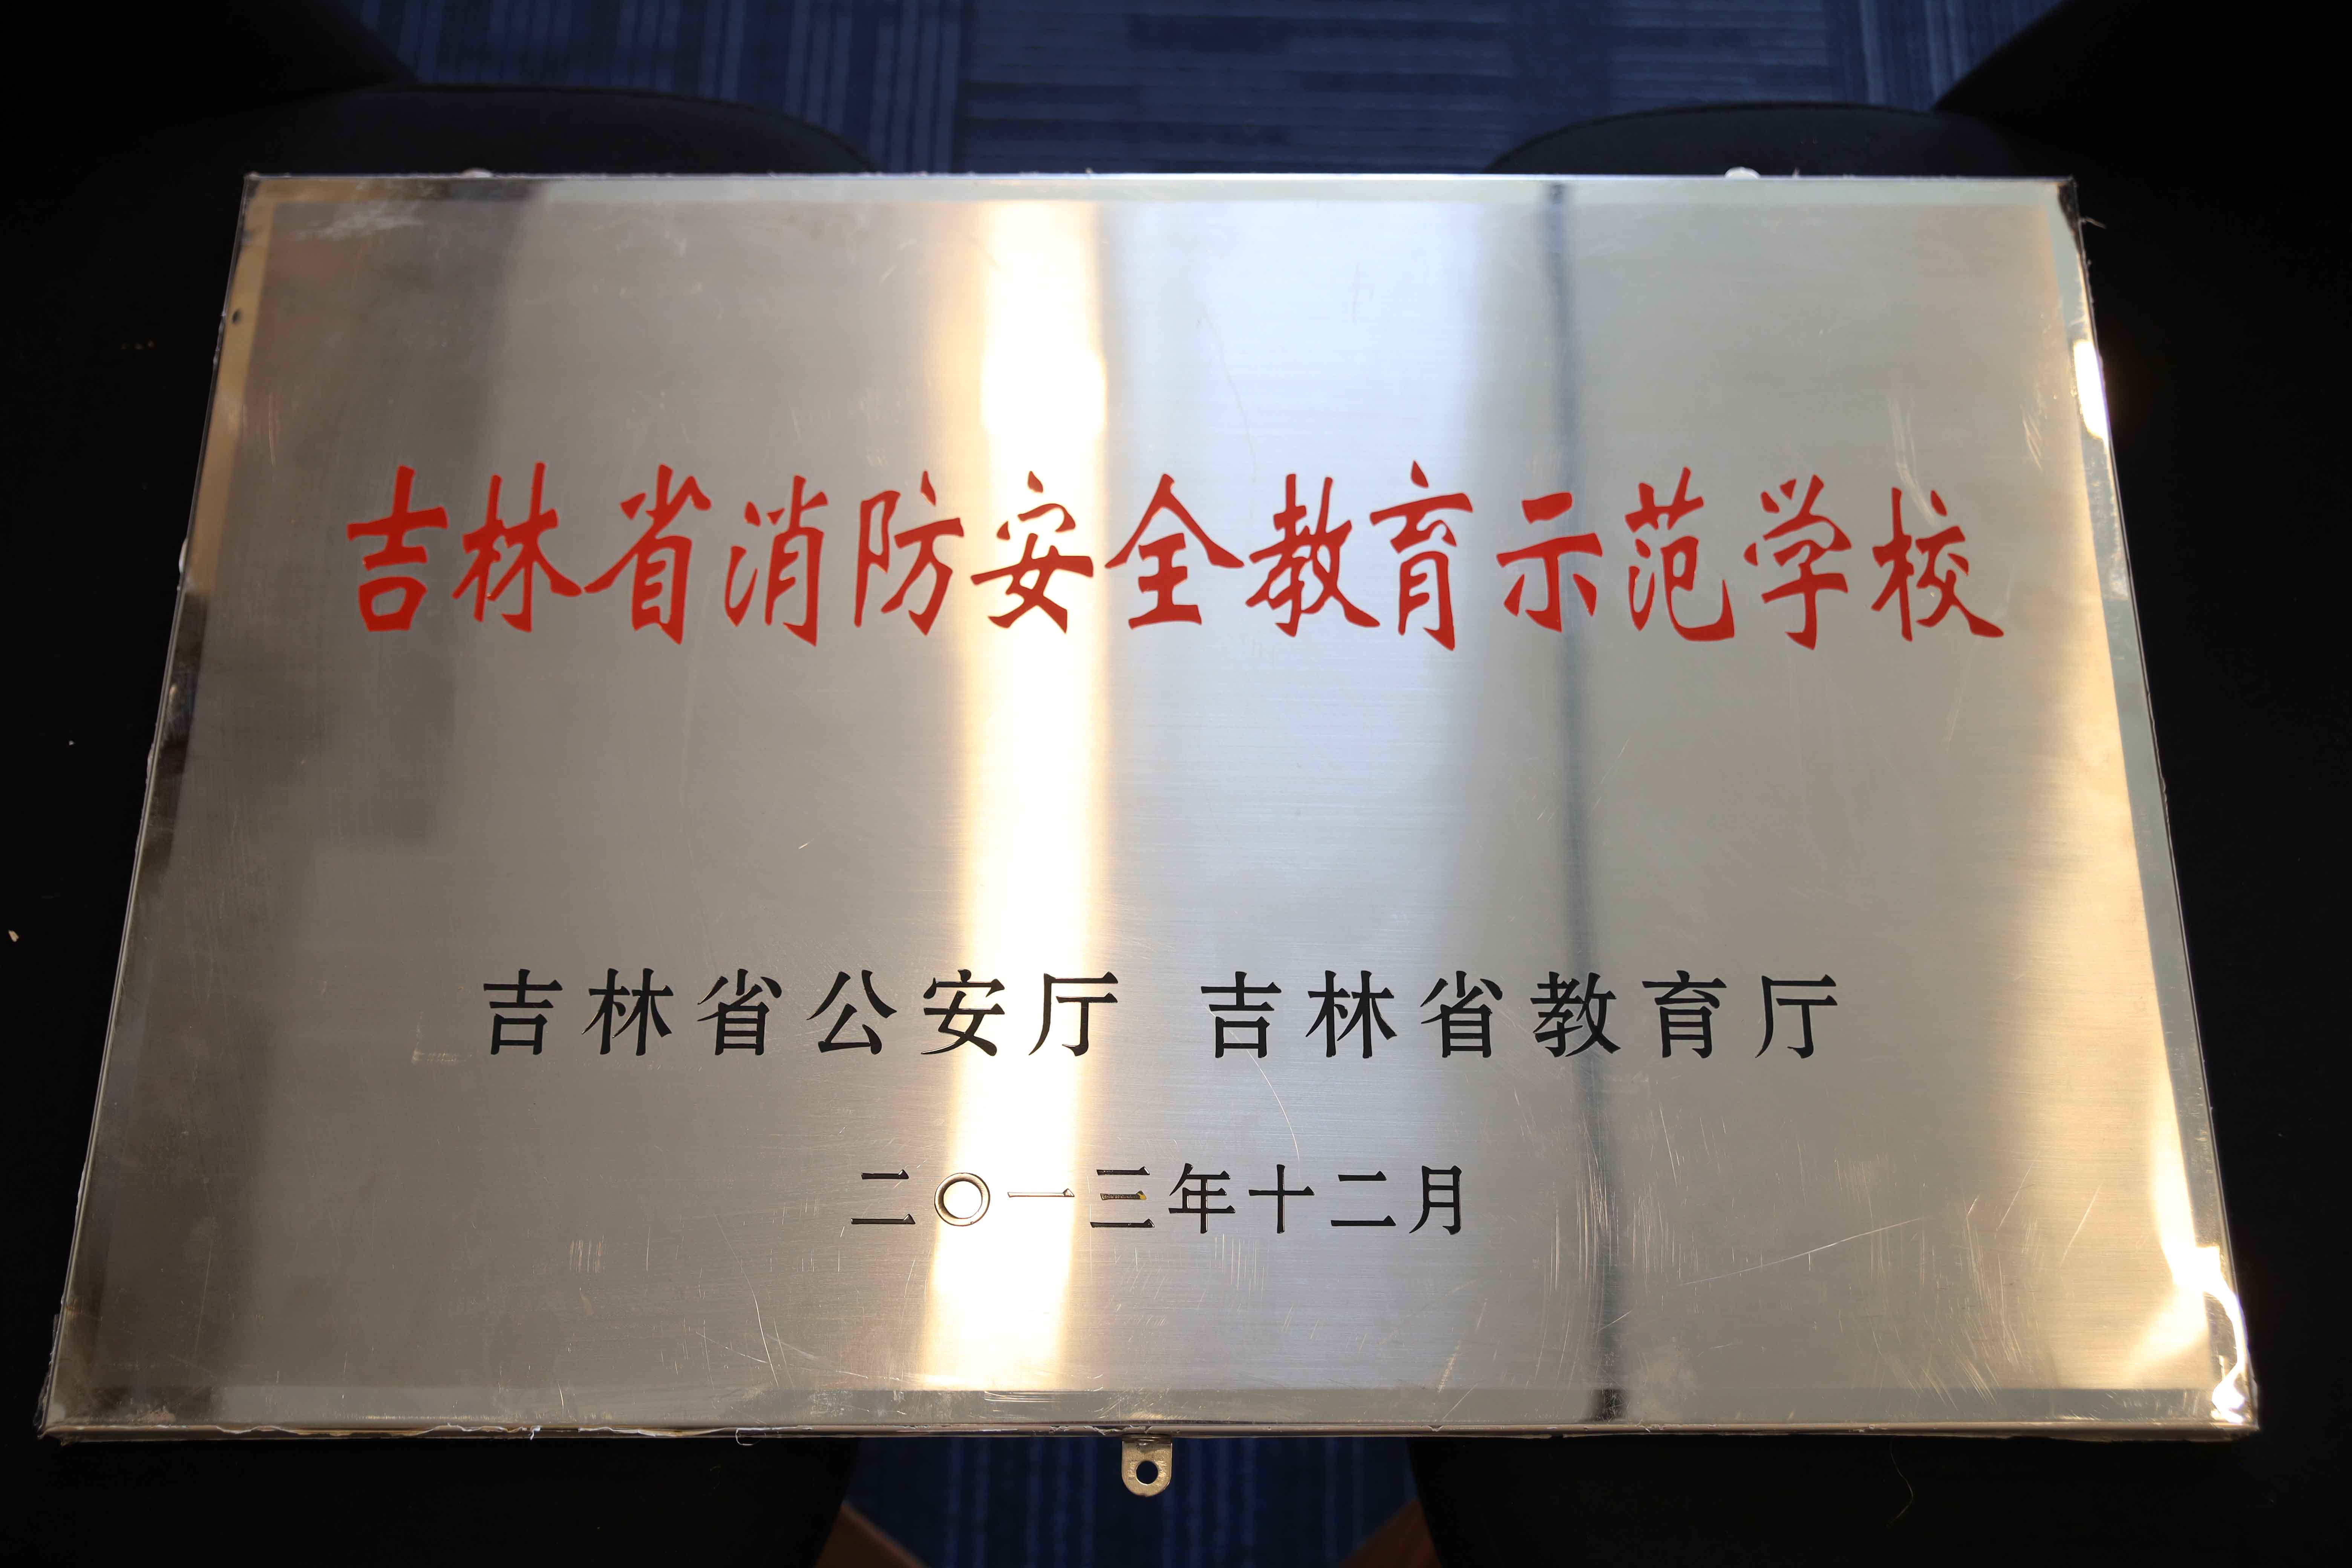 吉林省消防安全教育示范学校
吉林省公安厅 吉林省教育厅
二〇一三年十二月